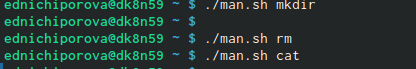 ednichiporova@dk8n59 ~ $ ./man.sh mkdir
ednichiporova@dk8n59 ~ $
ednichiporova@dk8n59 ~ $ ./man.sh rm
ednichiporova@dk8n59 ~ $ ./man.sh cat